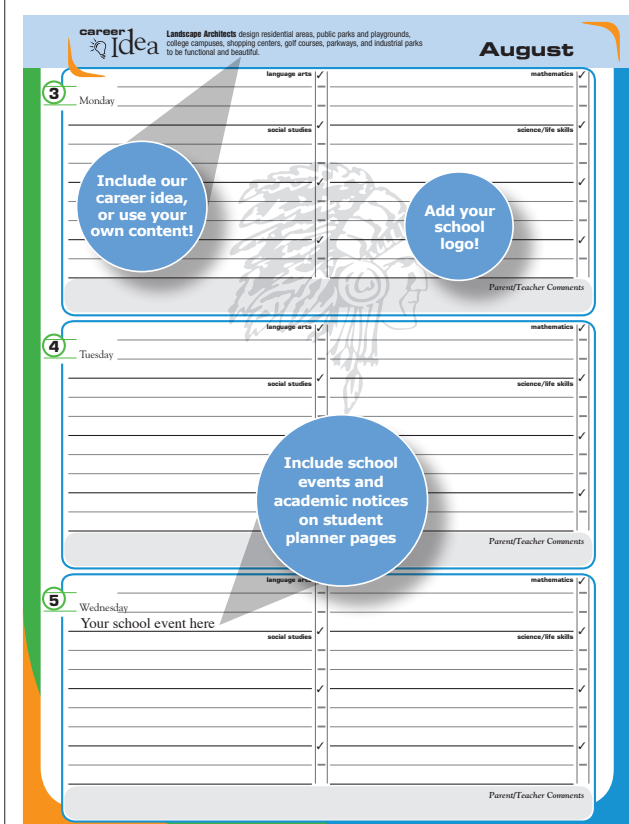 career
Idea
Landscape Architects design residential areas, public parks and playgrounds,
college campuses, shopping centers, golf courses, parkways, and industrial parks
to be functional and beautiful.
August
3
Monday
language arts ✓
mathematics ✓
social studies ✓
science/life skills ✓
✓ ✓
✓ ✓
Include our
career idea,
or use your
own content!
Add your
school
logo!
Parent/Teacher Comments
4
Tuesday
language arts ✓
mathematics ✓
social studies ✓
science/life skills ✓
✓
✓
Include school
events and
academic notices
on student
planner pages
Parent/Teacher Comments
5
Wednesday
language arts ✓
mathematics ✓
Your school event here
social studies ✓
science/life skills ✓
✓ ✓
✓ ✓
Parent/Teacher Comments